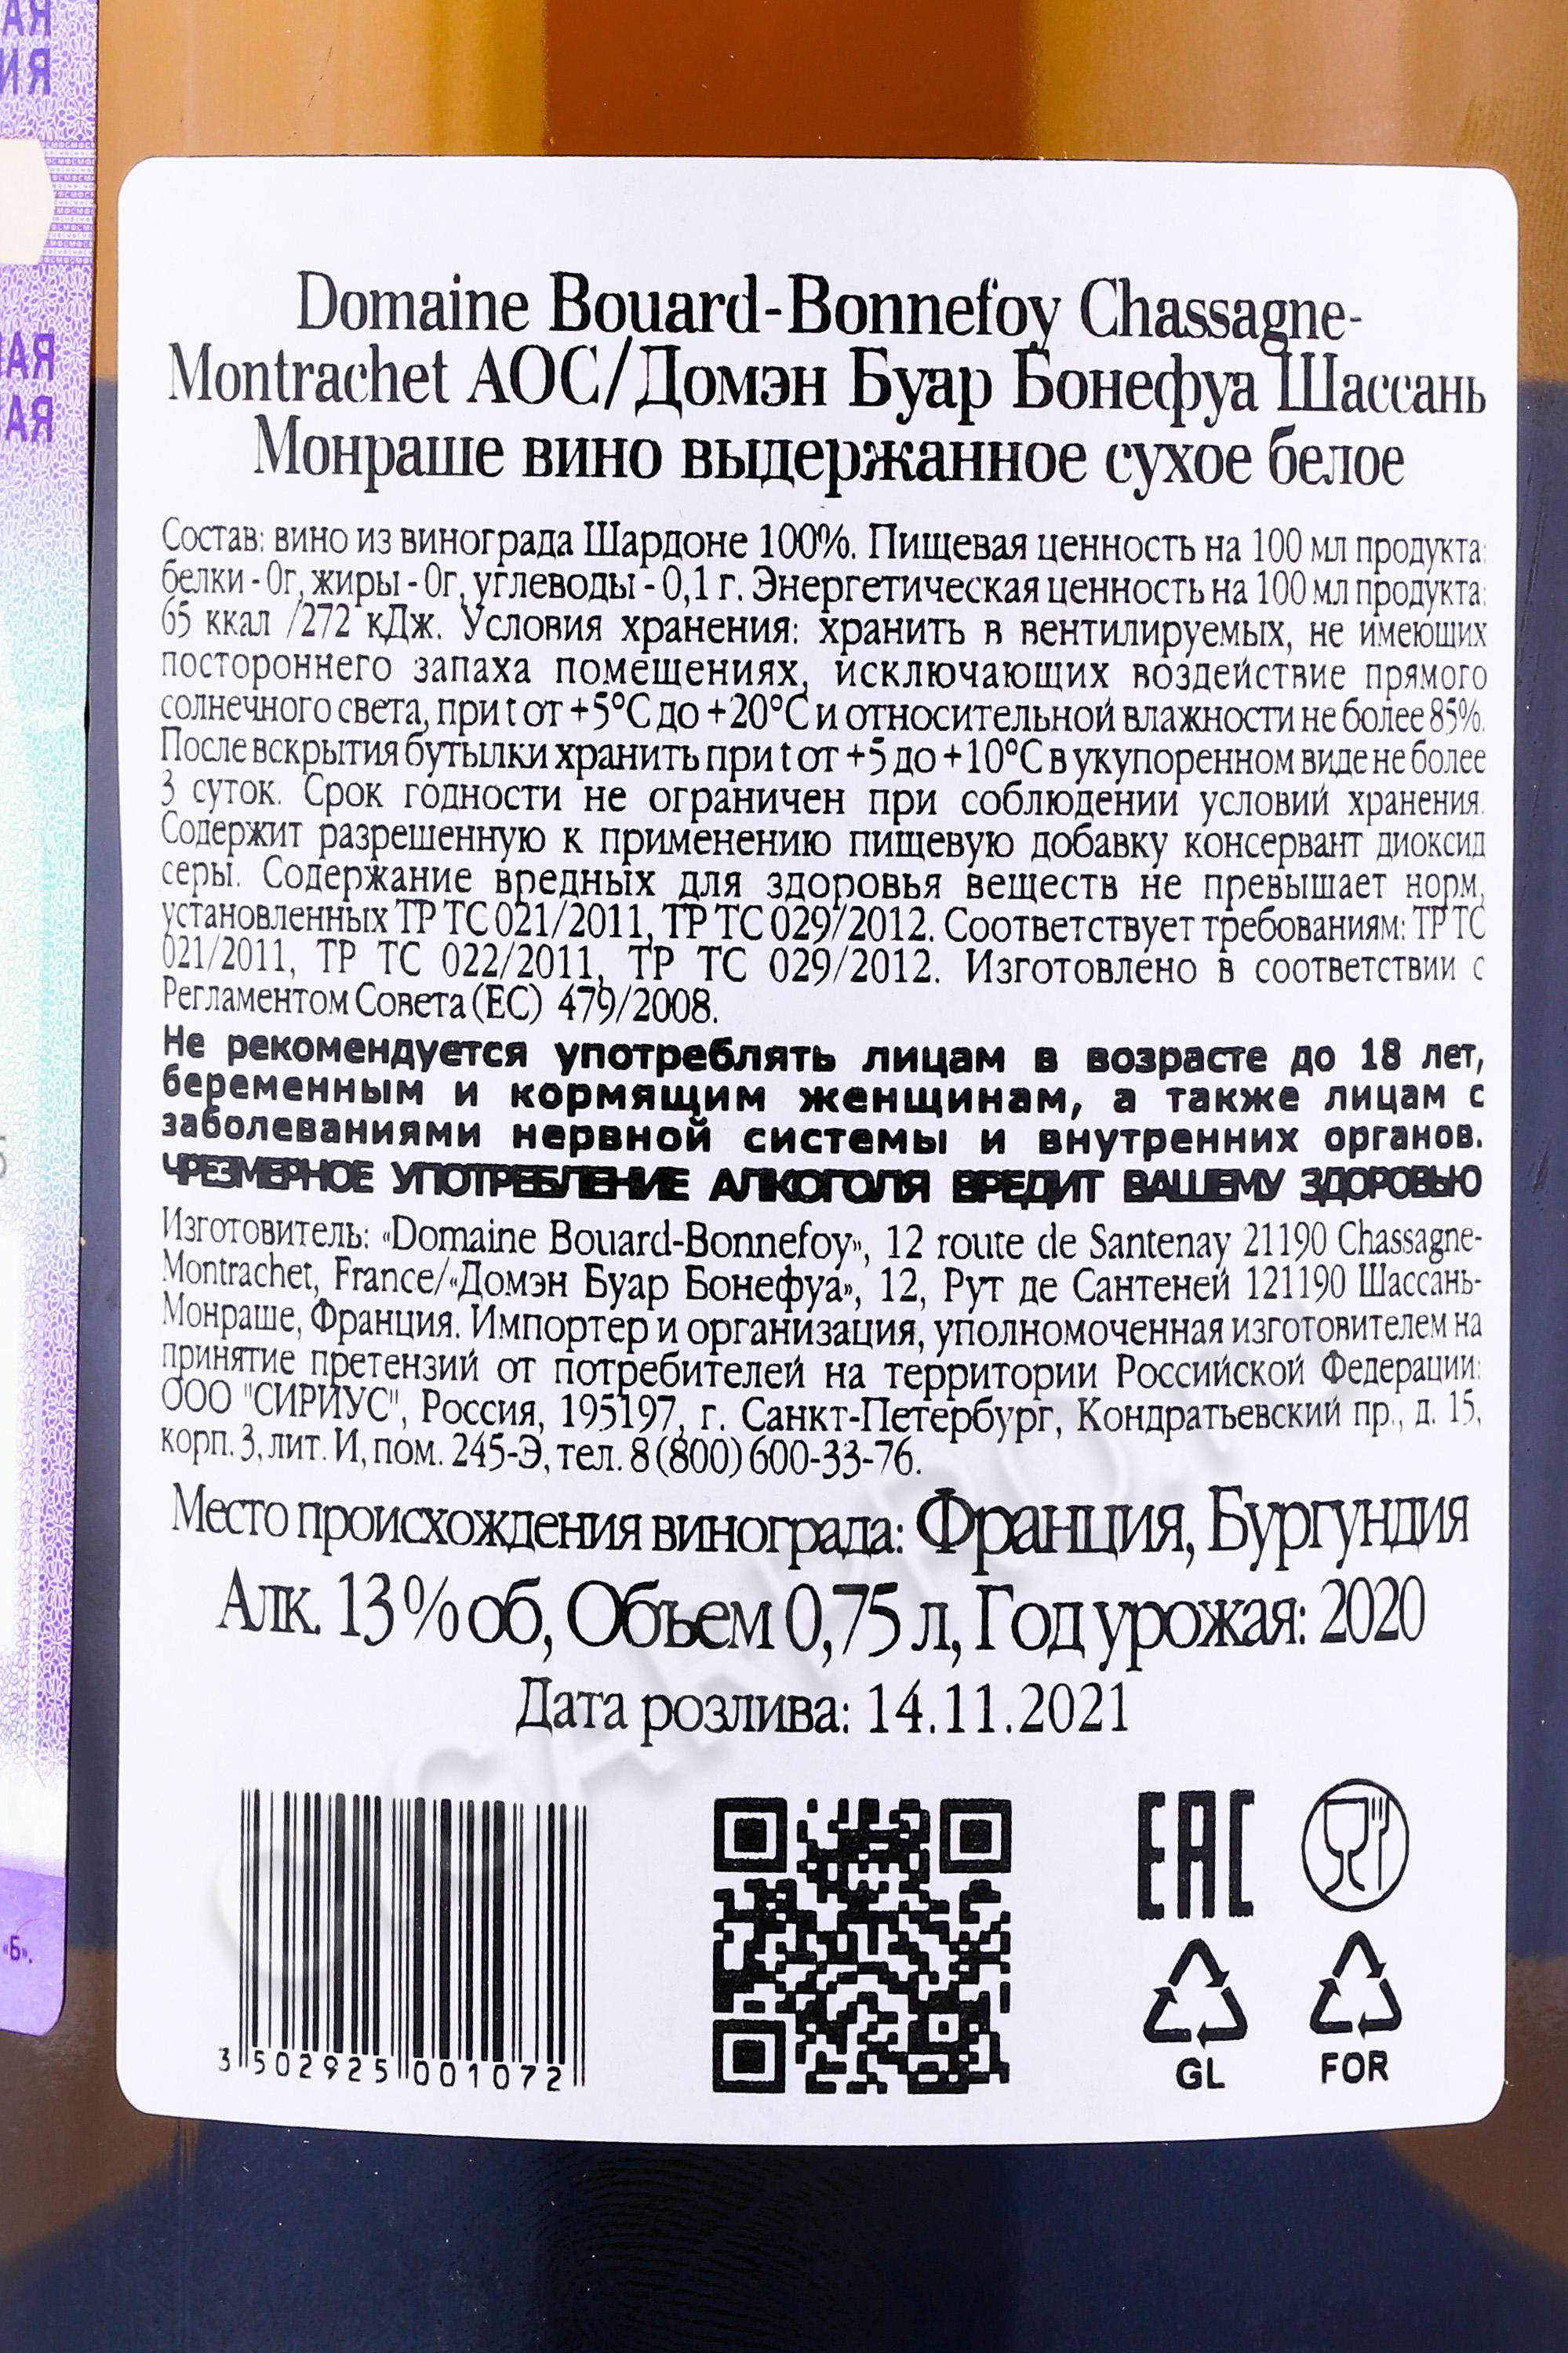 АЯ
ИЯ
АЯ
АЯ
«Б».
Domaine Bouard-Bonnefoy Chassagne-
Montrachet AOC/Домэн Буар Бонефуа Шассань
Монраше вино выдержанное сухое белое
Состав: вино из винограда Шардоне 100%. Пищевая ценность на 100 мл продукта:
белки - 0г, жиры - 0г, углеводы - 0,1 г. Энергетическая ценность на 100 мл продукта:
65 ккал /272 кДж. Условия хранения: хранить в вентилируемых, не имеющих
постороннего запаха помещениях, исключающих воздействие прямого
солнечного света, при t от +5°C до +20°C и относительной влажности не более 85%.
После вскрытия бутылки хранить при t от +5 до +10°C в укупоренном виде не более
3 суток. Срок годности не ограничен при соблюдении условий хранения.
Содержит разрешенную к применению пищевую добавку консервант диоксид
серы. Содержание вредных для здоровья веществ не превышает норм,
установленных ТР ТС 021/2011, ТР ТС 029/2012. Соответствует требованиям: ТР ТС
021/2011, ТР ТС 022/2011, ТР ТС 029/2012. Изготовлено в соответствии с
Регламентом Совета (ЕС) 479/2008.
Не рекомендуется употреблять лицам в возрасте до 18 лет,
беременным и кормящим женщинам, а также лицам с
заболеваниями нервной системы и внутренних органов.
ЧРЕЗМЕРНОЕ УПОТРЕБЛЕНИЕ АЛКОГОЛЯ ВРЕДИТ ВАШЕМУ ЗДОРОВЬЮ
Изготовитель: «Domaine Bouard-Bonnefoy», 12 route de Santenay 21190 Chassagne-
Montrachet, France/«Домэн Буар Бонефуа», 12, Рут де Сантеней 121190 Шассань-
Монраше, Франция. Импортер и организация, уполномоченная изготовителем на
принятие претензий от потребителей на территории Российской Федерации:
ООО "СИРИУС", Россия, 195197, г. Санкт-Петербург, Кондратьевский пр., д. 15,
корп. 3, лит. И, пом. 245-Э, тел. 8 (800) 600-33-76.
Место происхождения винограда: Франция, Бургундия
Алк. 13 % об, Объем 0,75 л, Год урожая: 2020
Дата розлива: 14.11.2021
3 502925 001072
EAC
GL
FOR